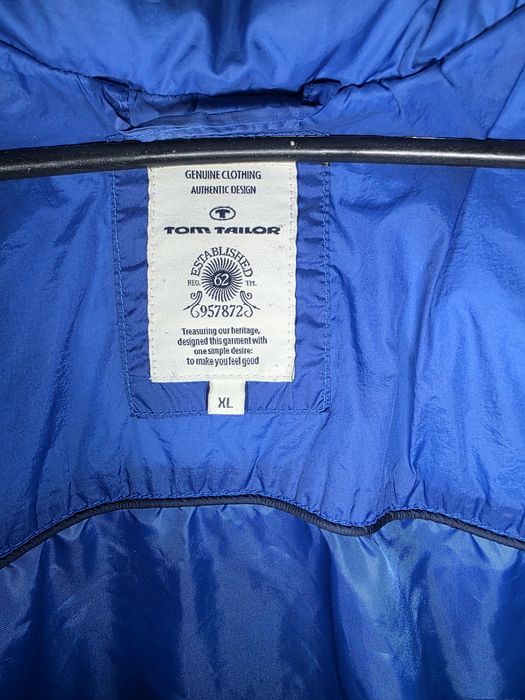 GENUINE CLOTHING
AUTHENTIC DESIGN
T
TOM TAILOR
ESTABLISHED
REG. 62 TM.
957872
Treasuring our heritage,
designed this garment with
one simple desire:
to make you feel good
XL